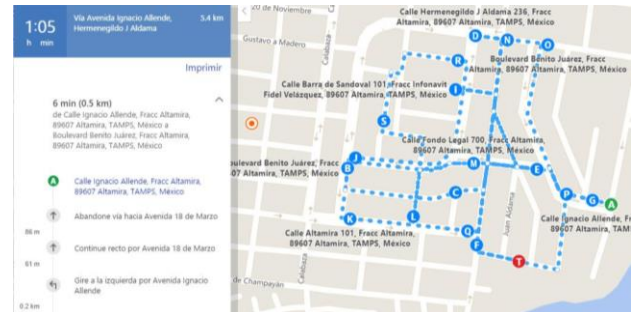 1:05
h min
Vía Avenida Ignacio Allende,
Hermenegildo J Aldama
5.4 km
Imprimir
6 min (0.5 km)
de Calle Ignacio Allende, Fracc Altamira,
89607 Altamira, TAMPS, México a
Boulevard Benito Juárez, Fracc Altamira,
89607 Altamira, TAMPS, México
A
Calle Ignacio Allende, Fracc Altamira,
89607 Altamira, TAMPS, México
Abandone vía hacia Avenida 18 de Marzo
86 m
Continue recto por Avenida 18 de Marzo
61 m
Gire a la izquierda por Avenida Ignacio
Allende
0.2 km
20 de Noviembre
Calabaza
Gustavo a Madero
Calle Hermenegildo J Aldama 236, Fracc
Altamira, 89607 Altamira, TAMPS, México
D
N
O
Boulevard Benito Juárez, Fracc
Altamira, 89607 Altamira, TAMPS, México
R
Calle Barra de Sandoval 101, Fracc Infonavit
Fidel Velázquez, 89607 Altamira, TAMPS, México
I
S
Calle Fondo Legal 700, Fracc Altamira,
89607 Altamira, TAMPS, México
Boulevard Benito Juárez, Fracc
07 Altamira, TAMPS, México
J
B
H
E
C
P
G
A
K
L
Calle Ignacio Allende, Fr
89607 Altamira, TAM
Calle Altamira 101, Fracc Altamira,
89607 Altamira, TAMPS, México
Q
F
Juan Aldama
T
de Champayán
Calabaza